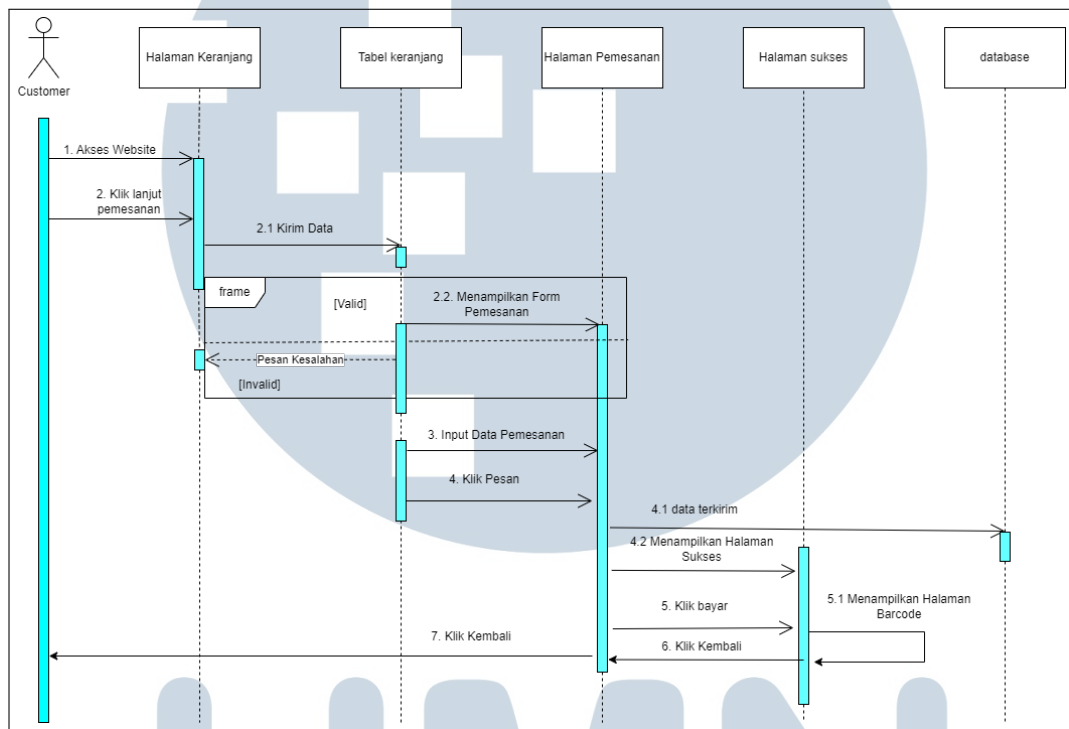 Customer
Halaman Keranjang
Tabel keranjang
Halaman Pemesanan
Halaman sukses
database
1. Akses Website
2. Klik lanjut
pemesanan
2.1 Kirim Data
frame
[Valid]
2.2. Menampilkan Form
Pemesanan
Pesan Kesalahan
[Invalid]
3. Input Data Pemesanan
4. Klik Pesan
4.1 data terkirim
4.2 Menampilkan Halaman
Sukses
5. Klik bayar
5.1 Menampilkan Halaman
Barcode
6. Klik Kembali
7. Klik Kembali